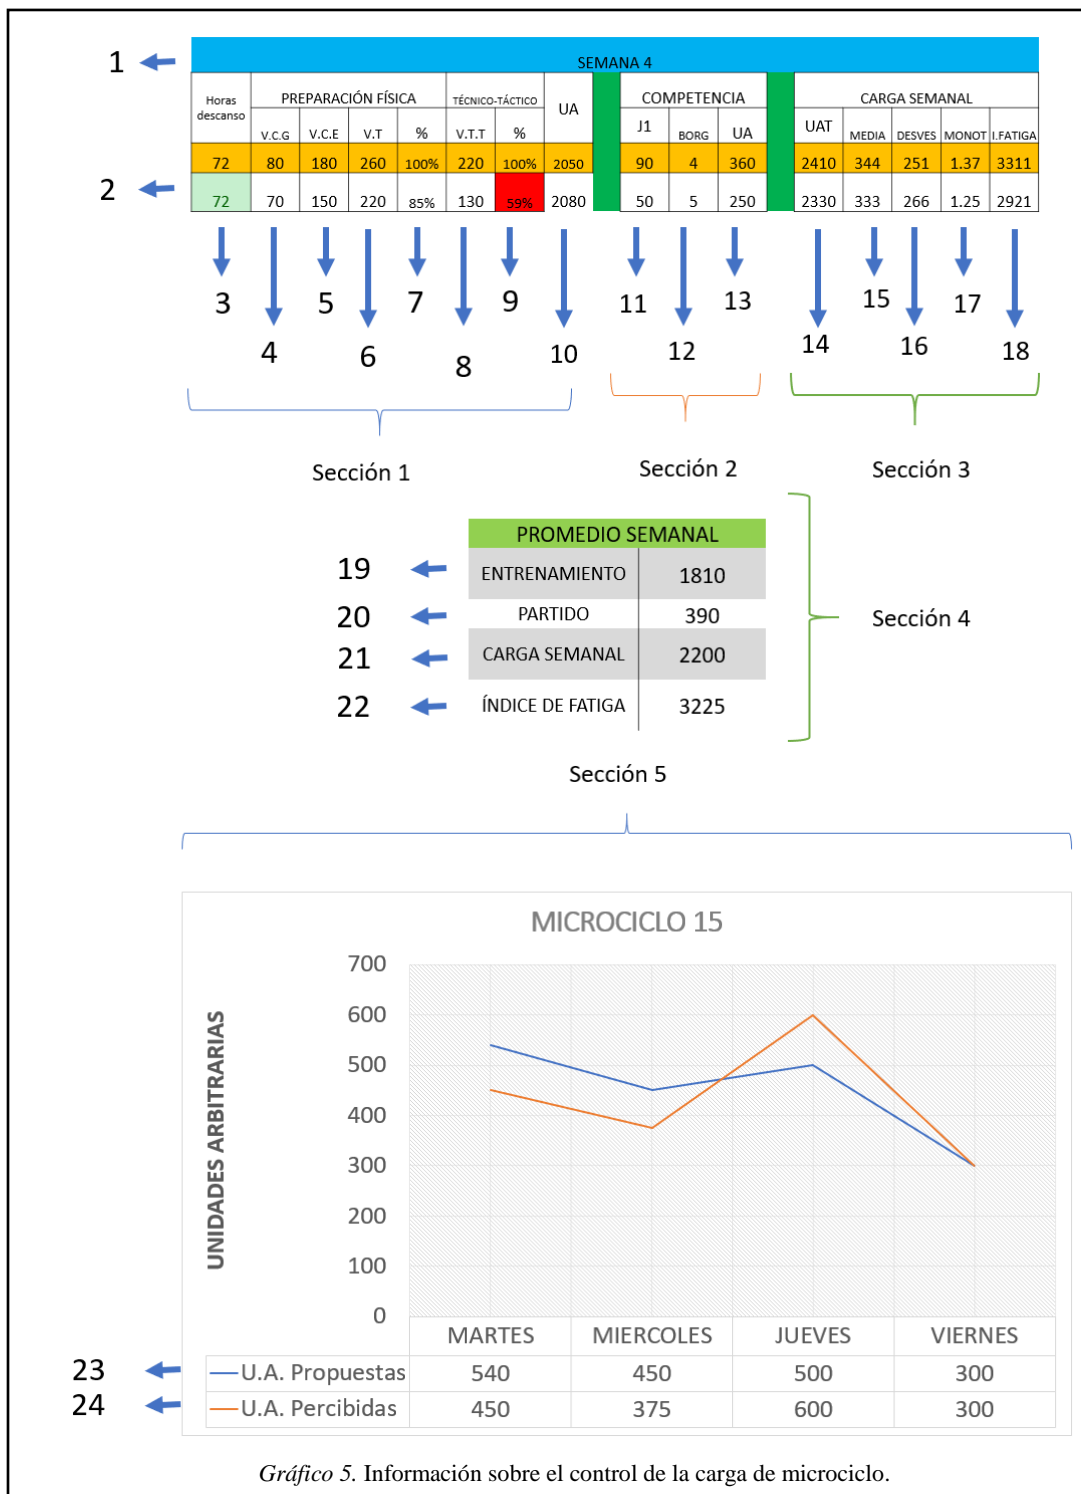 1
SEMANA 4
Horas descanso PREPARACIÓN FÍSICA TÉCNICO-TÁCTICO UA COMPETENCIA CARGA SEMANAL
V.C.G V.C.E V.T % V.T.T % J1 BORG UA UAT MEDIA DESVES MONOT I.FATIGA
72 80 180 260 100% 220 100% 2050 90 4 360 2410 344 251 1.37 3311
2 72 70 150 220 85% 130 59% 2080 50 5 250 2330 333 266 1.25 2921
3 5 7 9 11 13 15 17
4 6 8 10 12 14 16 18
Sección 1 Sección 2 Sección 3
PROMEDIO SEMANAL
19 ENTRENAMIENTO 1810
20 PARTIDO 390
21 CARGA SEMANAL 2200
22 ÍNDICE DE FATIGA 3225
Sección 4
Sección 5
MICROCICLO 15
UNIDADES ARBITRARIAS
700
600
500
400
300
200
100
0
MARTES MIERCOLES JUEVES VIERNES
23 U.A. Propuestas 540 450 500 300
24 U.A. Percibidas 450 375 600 300
Gráfico 5. Información sobre el control de la carga de microciclo.